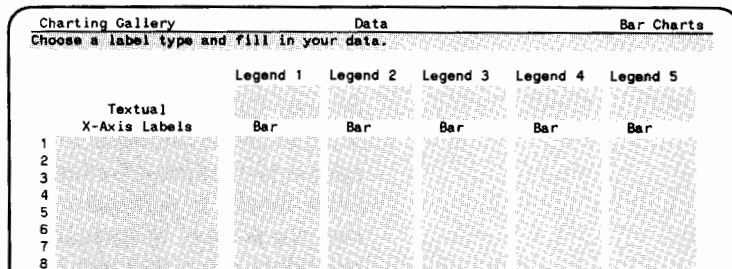 Charting Gallery Data Bar Charts
Choose a label type and fill in your data.
Legend 1 Legend 2 Legend 3 Legend 4 Legend 5
Textual
X-Axis Labels Bar Bar Bar Bar Bar
1
2
3
4
5
6
7
8